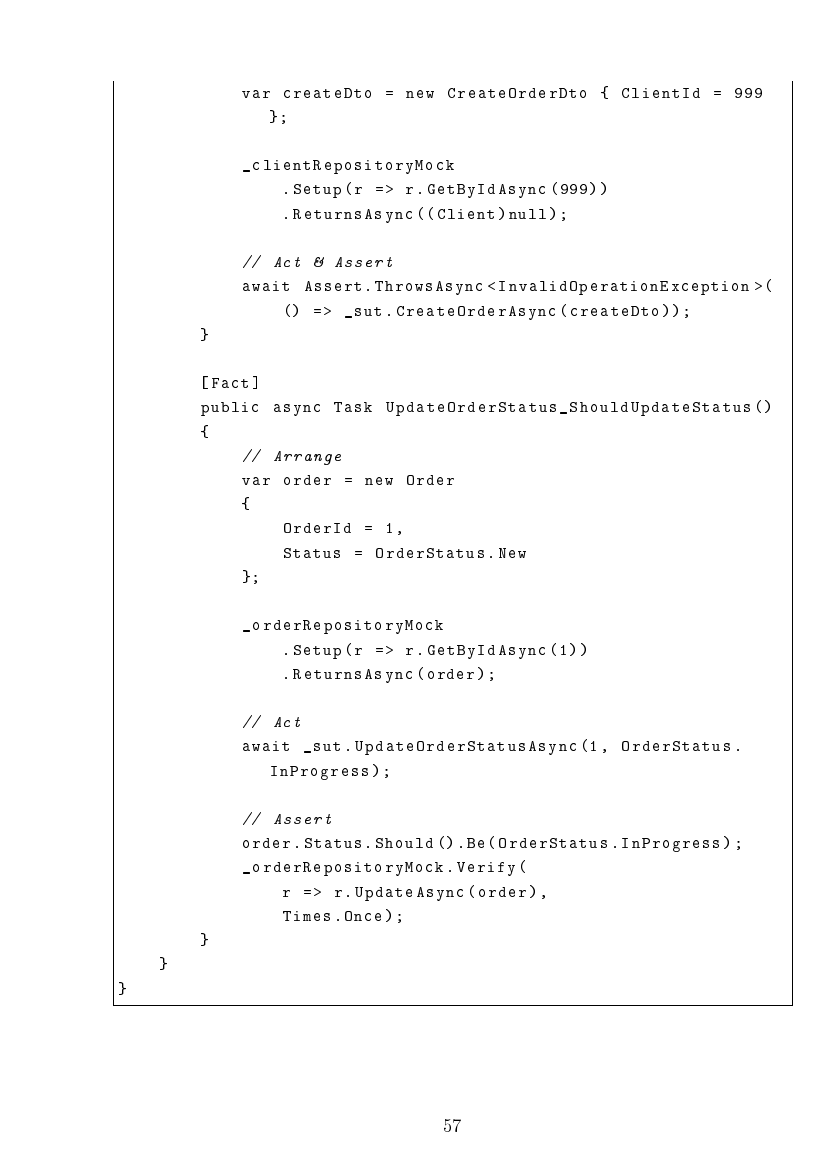 var createDto = new CreateOrderDto { ClientId = 999
};
_clientRepositoryMock
.Setup(r => r.GetByIdAsync(999))
.ReturnsAsync((Client)null);
// Act & Assert
await Assert.ThrowsAsync<InvalidOperationException>(
() => _sut.CreateOrderAsync(createDto));
}
[Fact]
public async Task UpdateOrderStatus_ShouldUpdateStatus()
{
// Arrange
var order = new Order
{
OrderId = 1,
Status = OrderStatus.New
};
_orderRepositoryMock
.Setup(r => r.GetByIdAsync(1))
.ReturnsAsync(order);
// Act
await _sut.UpdateOrderStatusAsync(1, OrderStatus.
InProgress);
// Assert
order.Status.Should().Be(OrderStatus.InProgress);
_orderRepositoryMock.Verify(
r => r.UpdateAsync(order),
Times.Once);
}
}
}
57